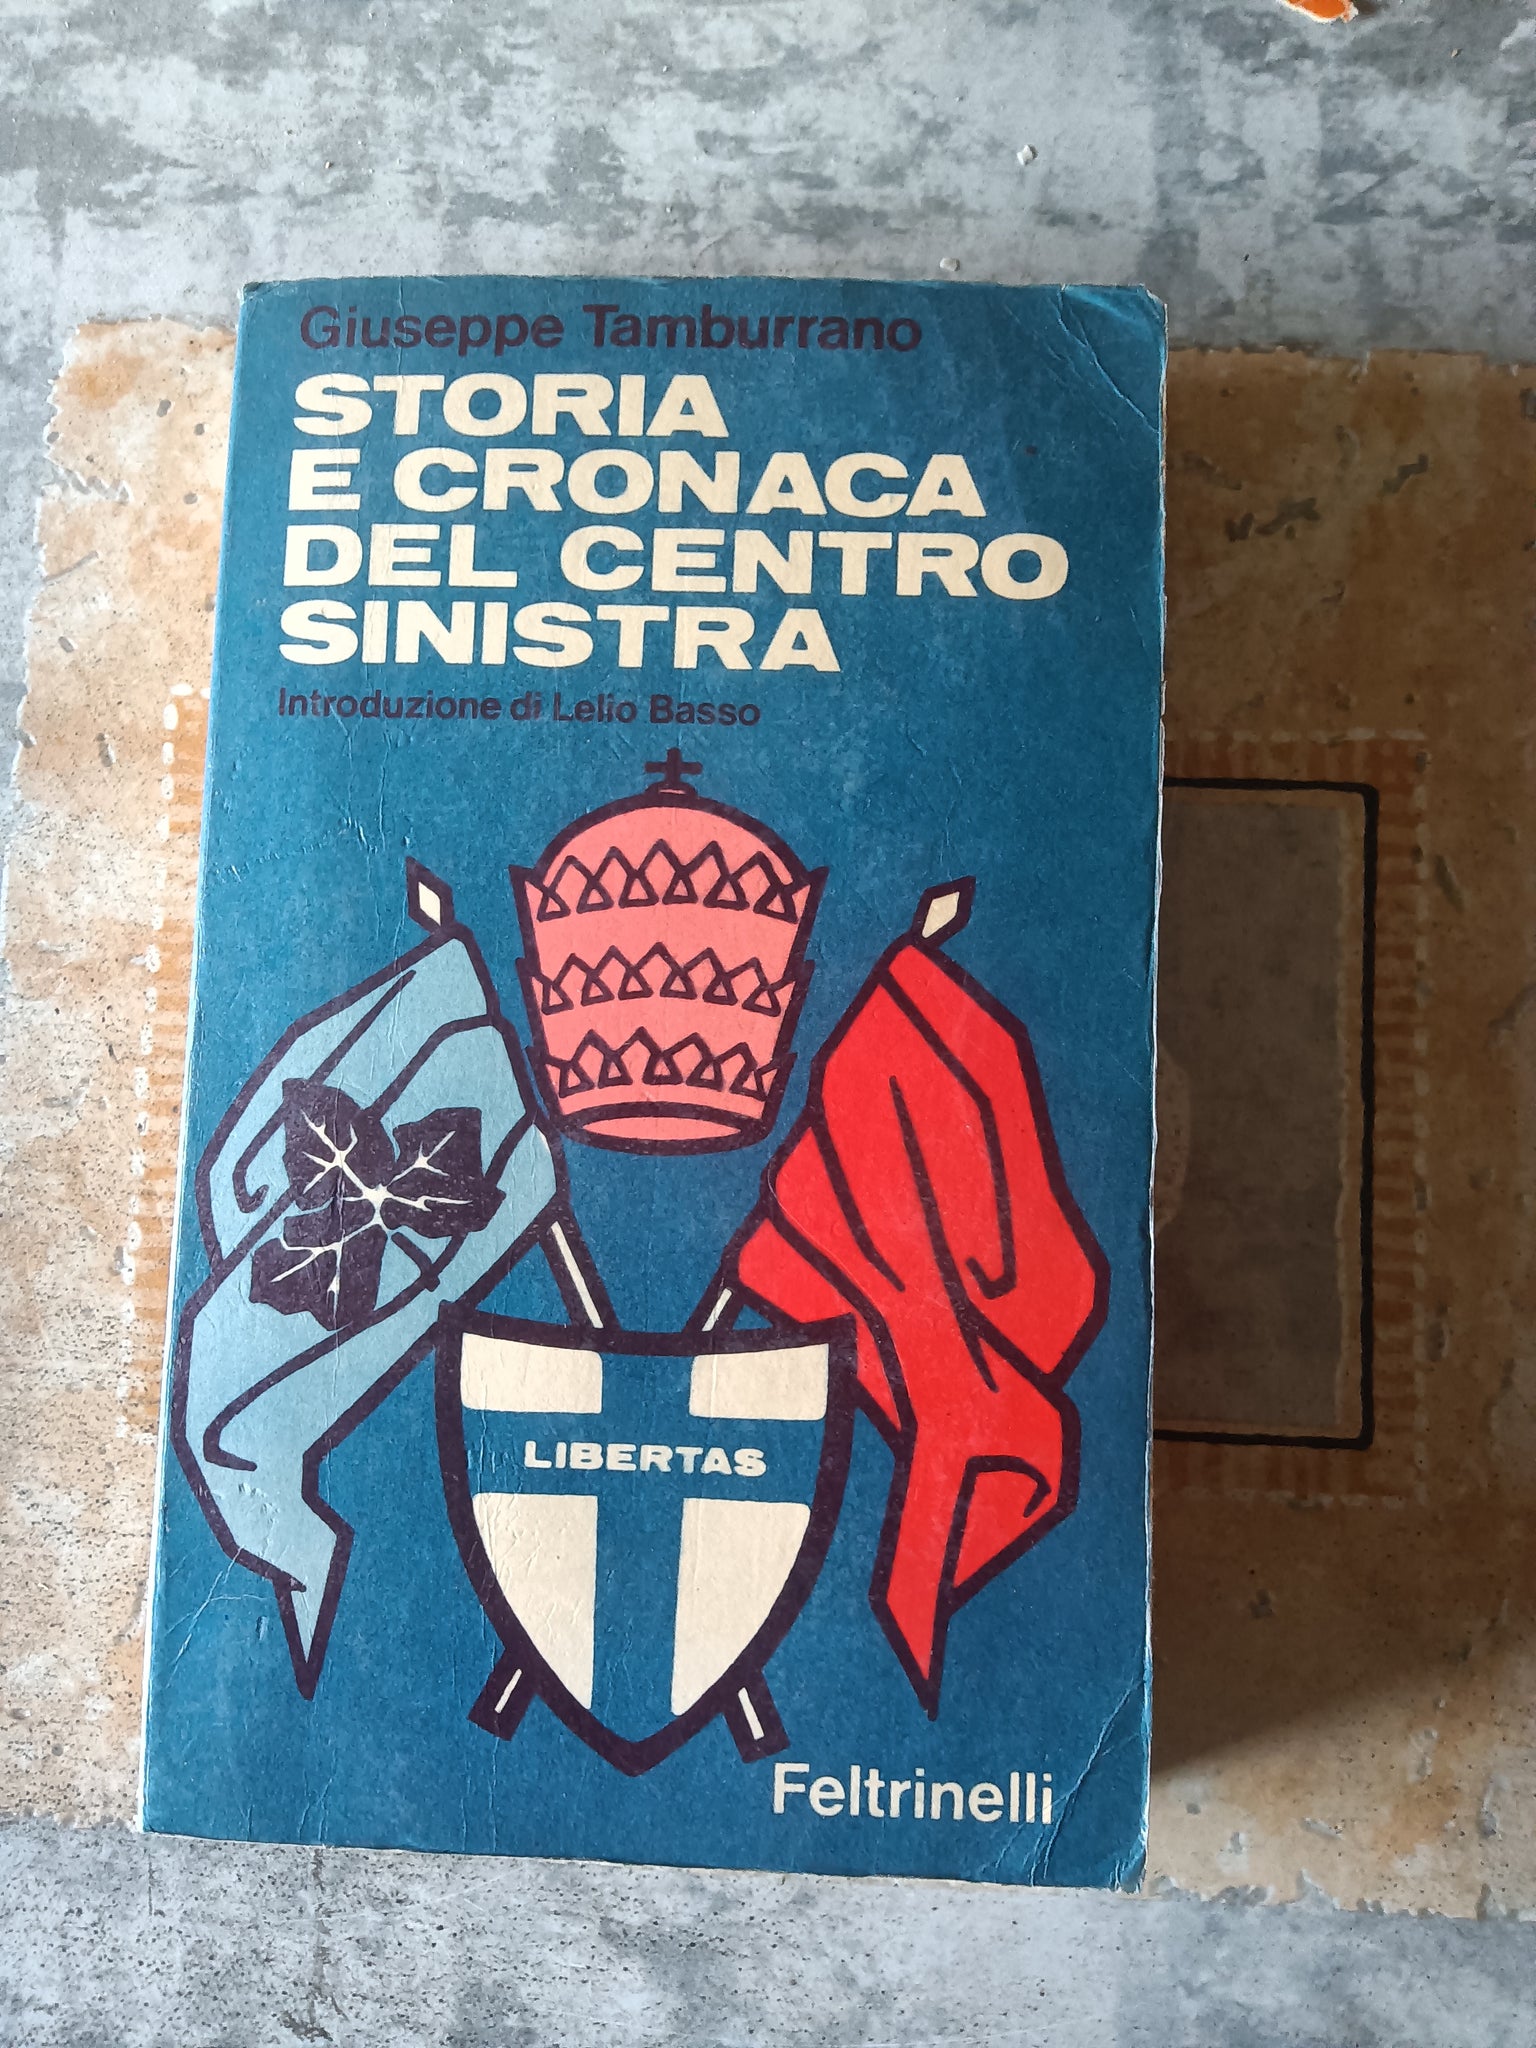 Giuseppe Tamburrano
STORIA
E CRONACA
DEL CENTRO
SINISTRA
Introduzione di Lelio Basso
LIBERTAS
Feltrinelli